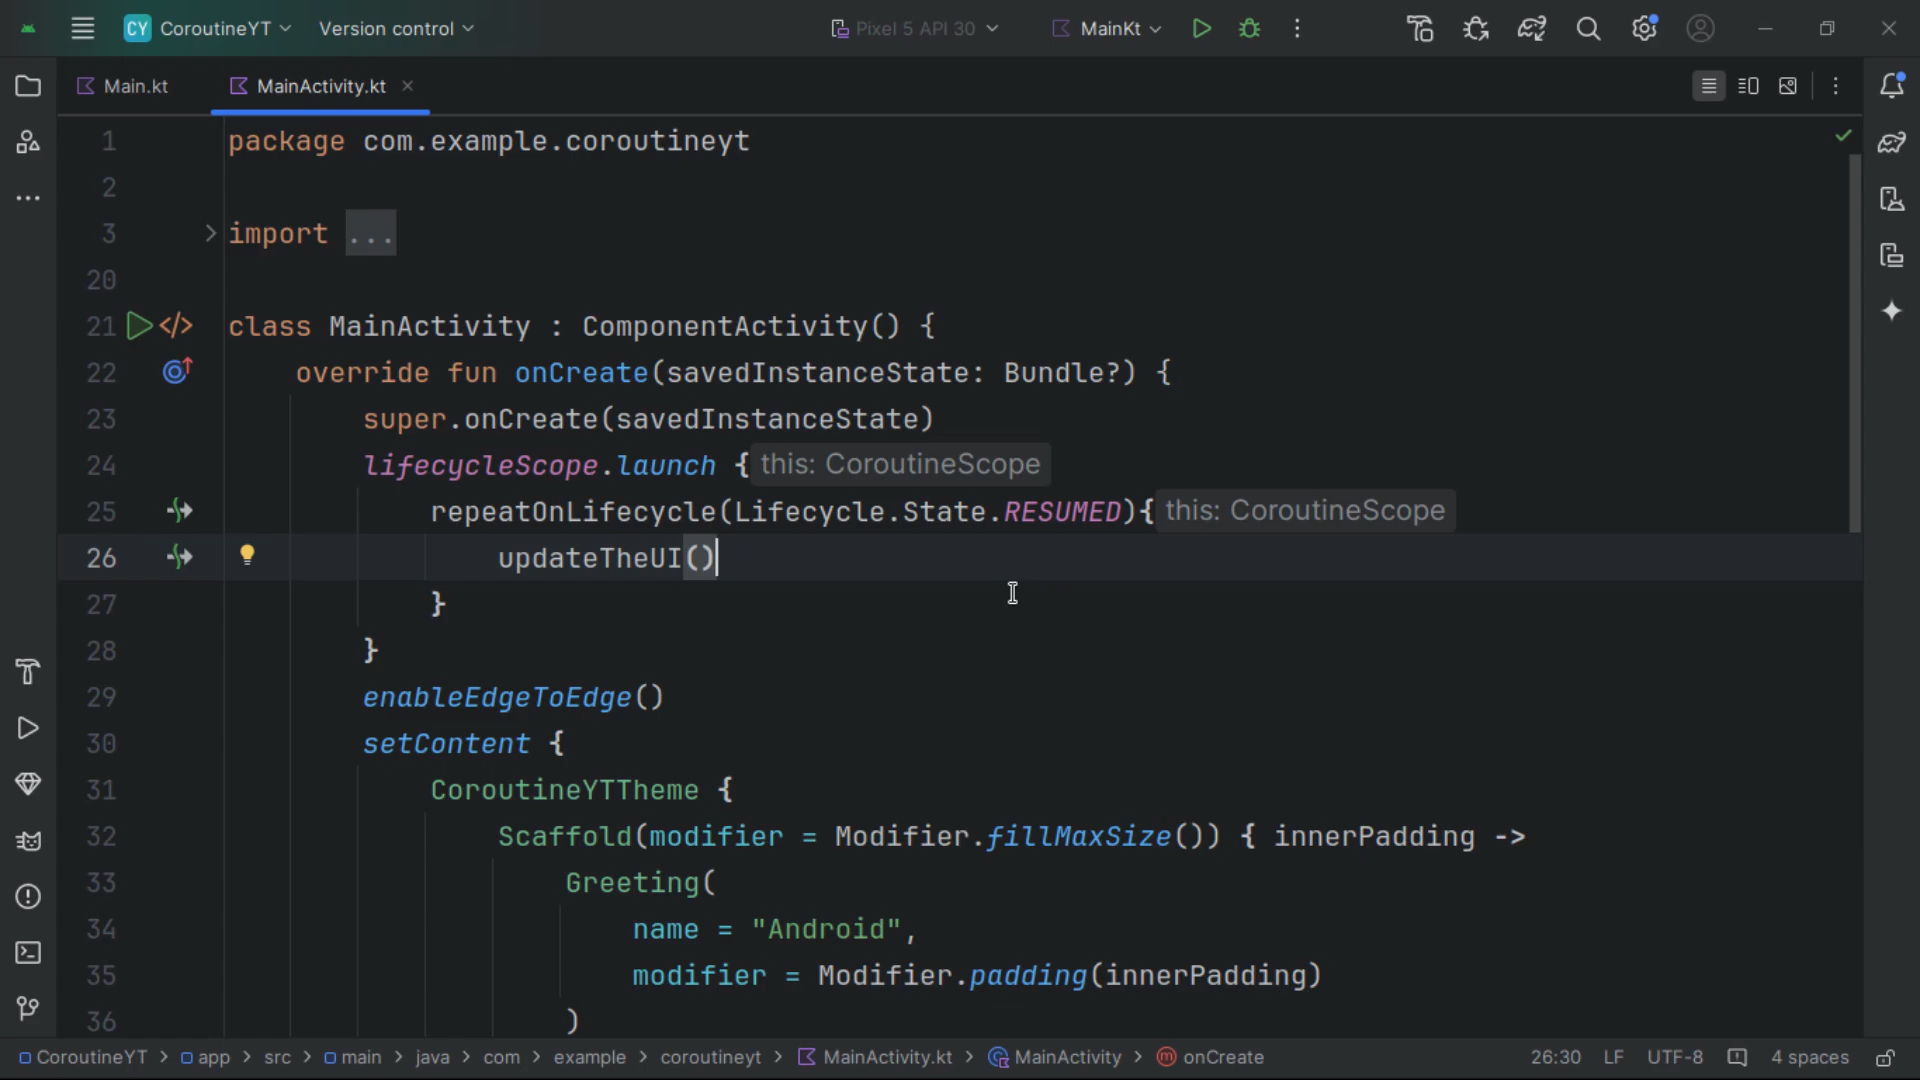 CY CoroutineYT Version control Pixel 5 API 30 MainKt
Main.kt MainActivity.kt
1 package com.example.coroutineyt
2
3 import ...
20
21 class MainActivity : ComponentActivity() {
22 override fun onCreate(savedInstanceState: Bundle?) {
23 super.onCreate(savedInstanceState)
24 lifecycleScope.launch { this: CoroutineScope
25 repeatOnLifecycle(Lifecycle.State.RESUMED){ this: CoroutineScope
26 updateTheUI()
27 }
28 }
29 enableEdgeToEdge()
30 setContent {
31 CoroutineYTTheme {
32 Scaffold(modifier = Modifier.fillMaxSize()) { innerPadding ->
33 Greeting(
34 name = "Android",
35 modifier = Modifier.padding(innerPadding)
36 )
CoroutineYT > app > src > main > java > com > example > coroutineyt > MainActivity.kt > MainActivity > onCreate 26:30 LF UTF-8 4 spaces